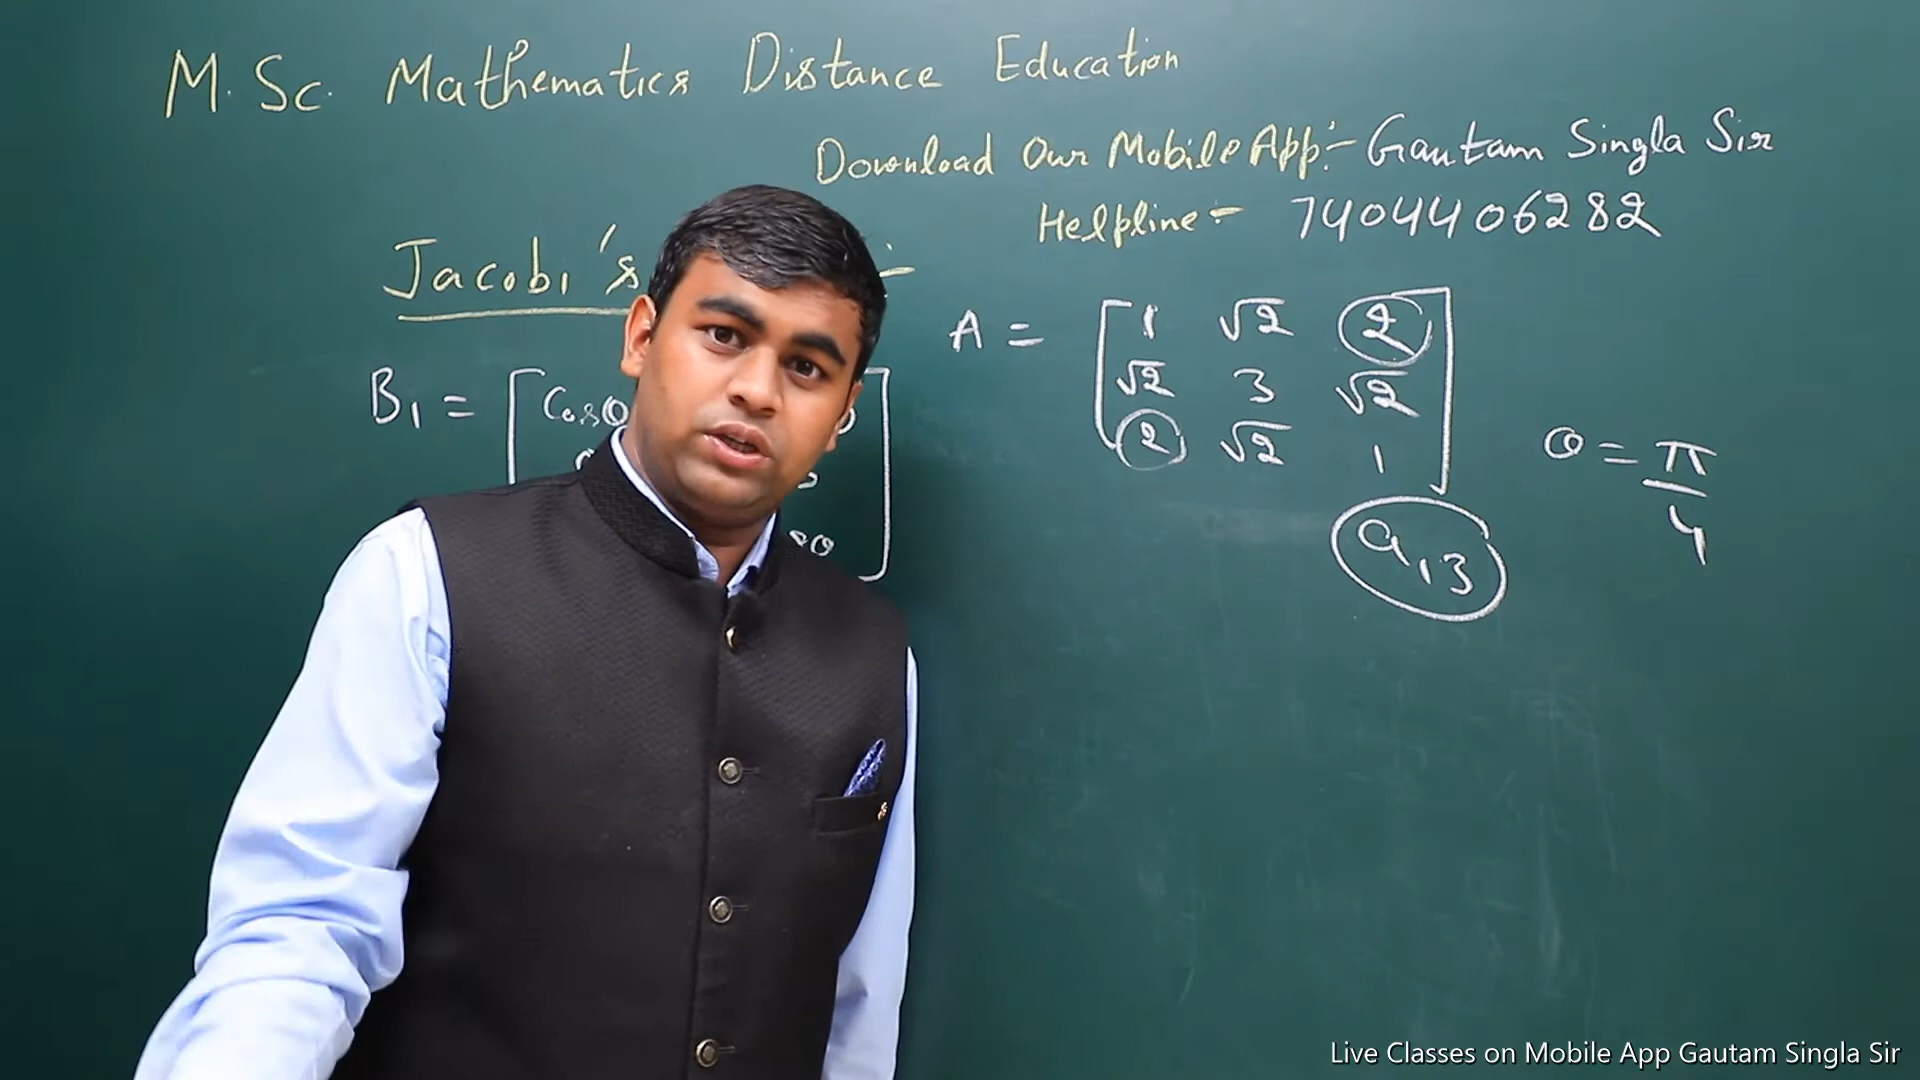 M.Sc. Mathematics Distance Education
Download Our Mobile App:- Gautam Singla Sir
Helpline:- 7404406282
Jacobi's
A = [ 1 √2 2
√2 3 √2
2 √2 1 ]
B1 = [ Cosθ
θ = π/4
a13
Live Classes on Mobile App Gautam Singla Sir